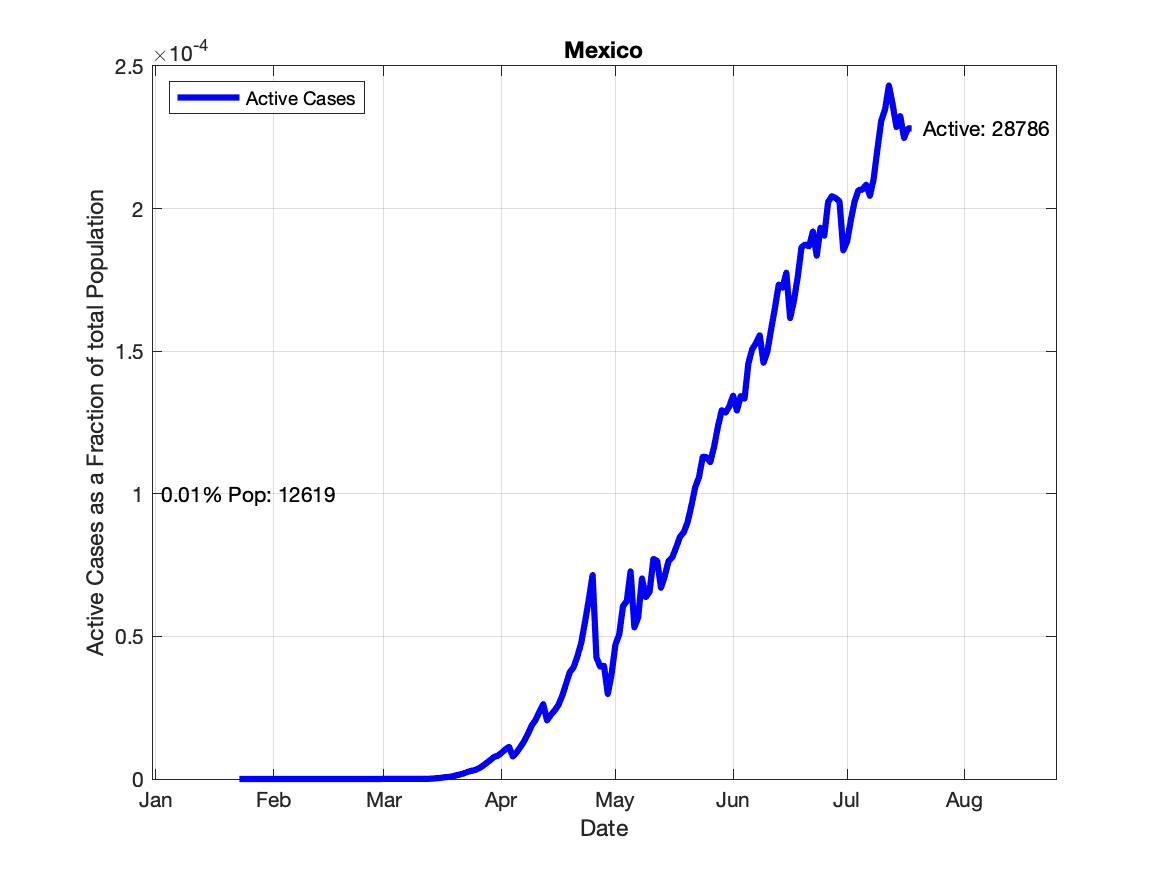 Mexico
×10-4
2.5
2
1.5
1
0.5
0
Active Cases
Active: 28786
0.01% Pop: 12619
Active Cases as a Fraction of total Population
Jan Feb Mar Apr May Jun Jul Aug
Date